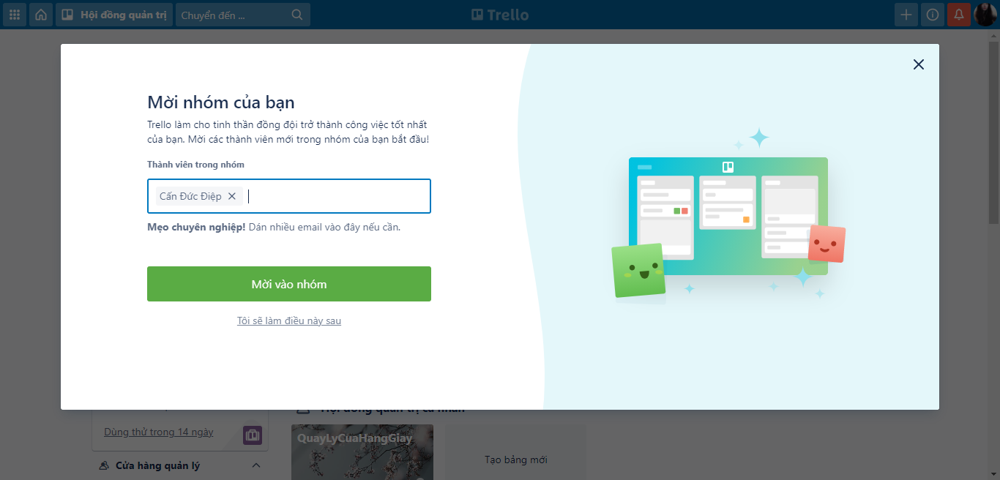 Hội đồng quản trị
Chuyển đến ...
Trello
Mời nhóm của bạn
Trello làm cho tinh thần đồng đội trở thành công việc tốt nhất
của bạn. Mời các thành viên mới trong nhóm của bạn bắt đầu!
Thành viên trong nhóm
Cấn Đức Điệp
Mẹo chuyên nghiệp! Dán nhiều email vào đây nếu cần.
Mời vào nhóm
Tôi sẽ làm điều này sau
Hội đồng quản trị cá nhân
Dùng thử trong 14 ngày
QuayLyCuaHangGiay
Tạo bảng mới
Cửa hàng quản lý